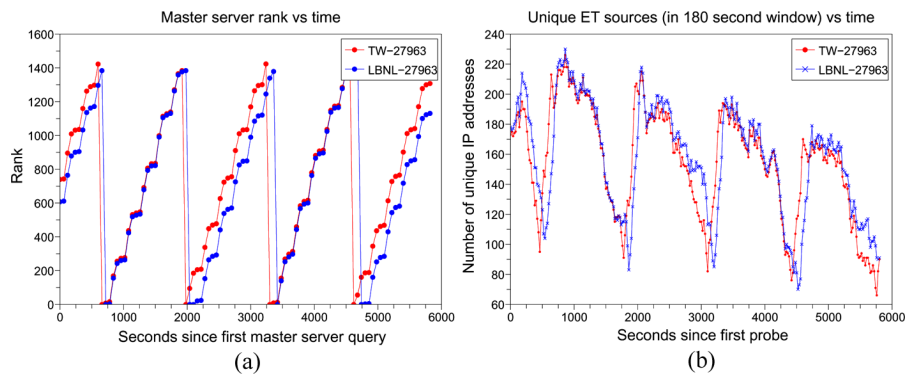 Master server rank vs time
1600
1400
1200
1000
800
600
400
200
0
Rank
TW-27963
LBNL-27963
0 1000 2000 3000 4000 5000 6000
Seconds since first master server query
(a)
Unique ET sources (in 180 second window) vs time
240
220
200
180
160
140
120
100
80
60
Number of unique IP addresses
TW-27963
LBNL-27963
0 1000 2000 3000 4000 5000 6000
Seconds since first probe
(b)